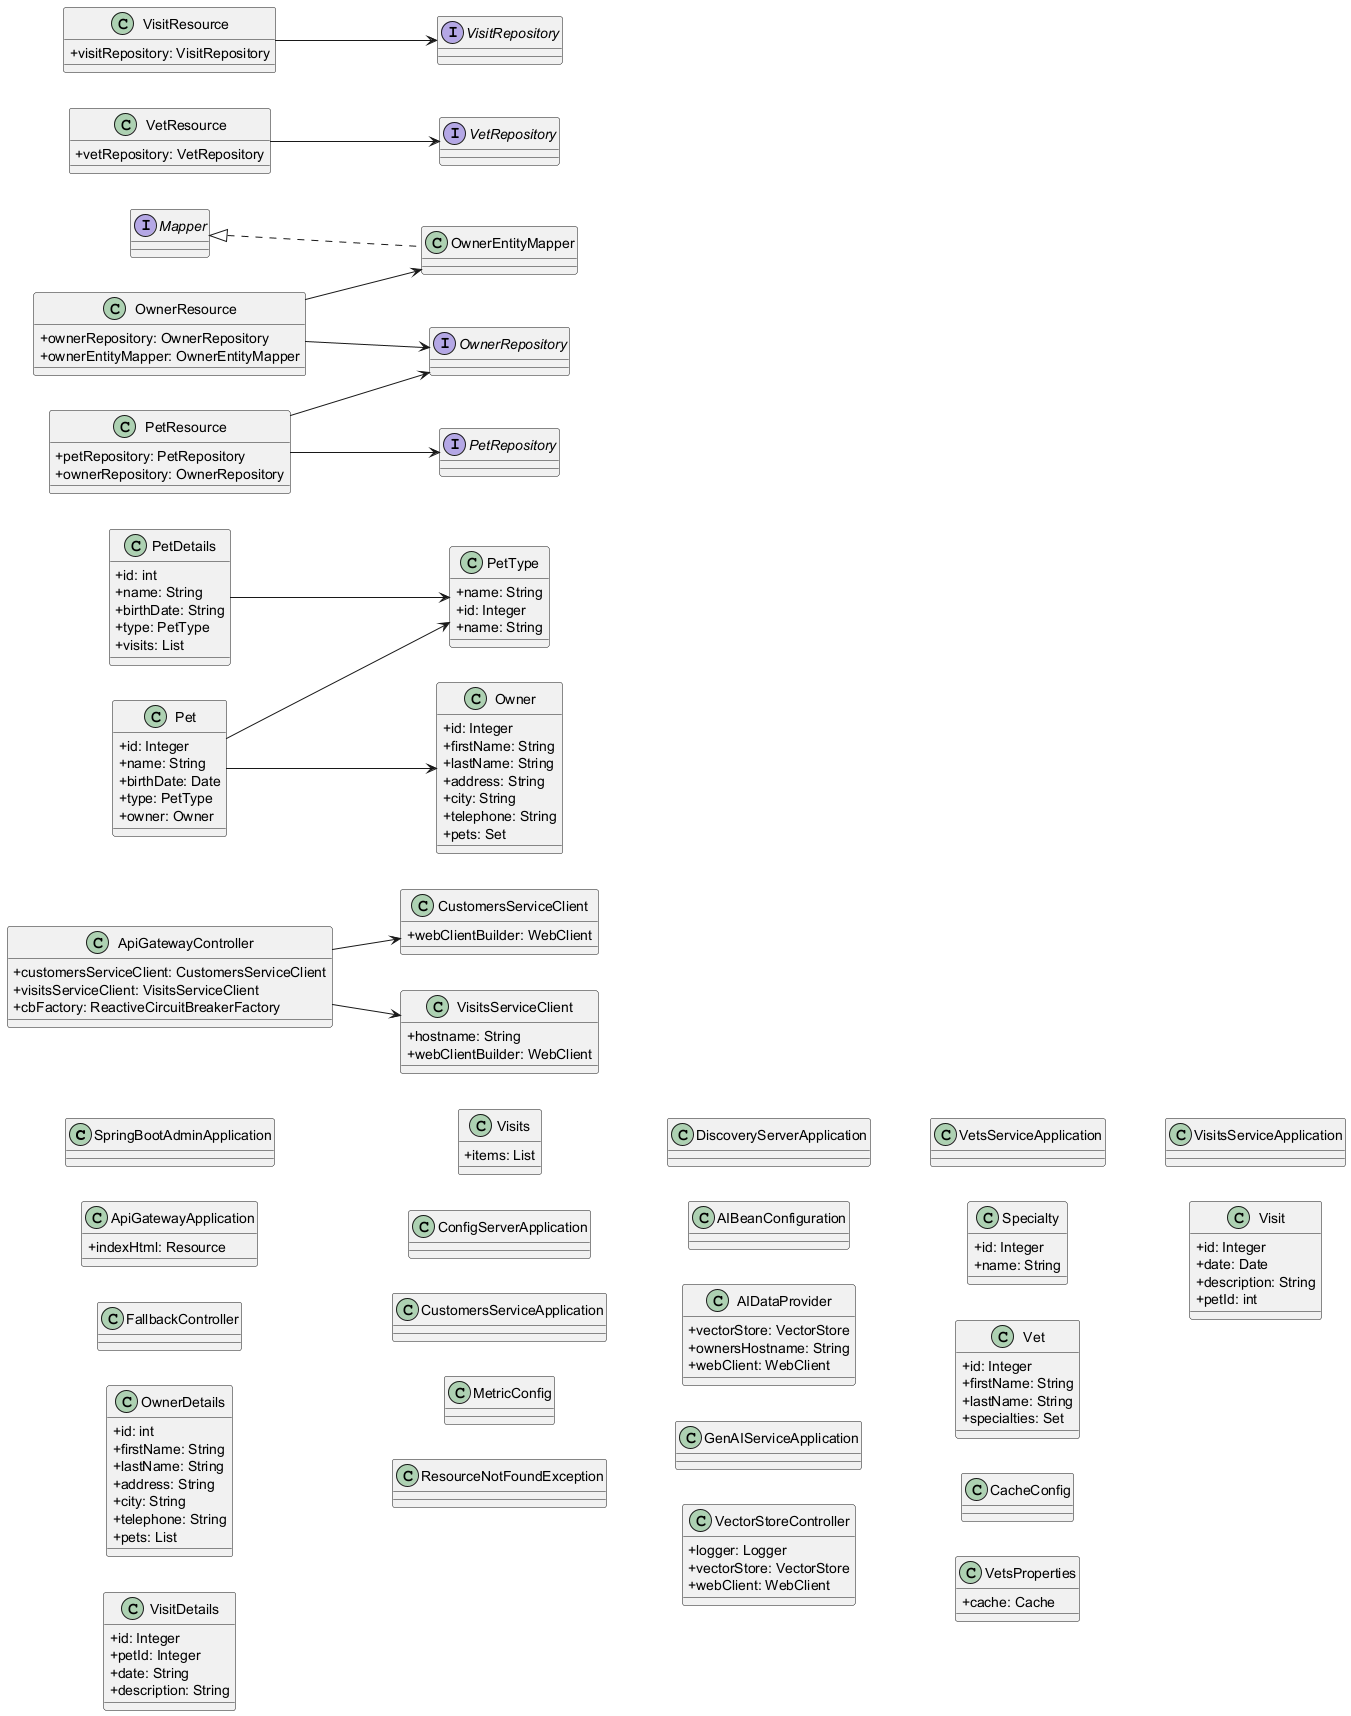 C VisitResource
+visitRepository: VisitRepository
I VisitRepository
C VetResource
+vetRepository: VetRepository
I VetRepository
I Mapper
C OwnerEntityMapper
C OwnerResource
+ownerRepository: OwnerRepository
+ownerEntityMapper: OwnerEntityMapper
I OwnerRepository
C PetResource
+petRepository: PetRepository
+ownerRepository: OwnerRepository
I PetRepository
C PetDetails
+id: int
+name: String
+birthDate: String
+type: PetType
+visits: List
C PetType
+name: String
+id: Integer
+name: String
C Pet
+id: Integer
+name: String
+birthDate: Date
+type: PetType
+owner: Owner
C Owner
+id: Integer
+firstName: String
+lastName: String
+address: String
+city: String
+telephone: String
+pets: Set
C ApiGatewayController
+customersServiceClient: CustomersServiceClient
+visitsServiceClient: VisitsServiceClient
+cbFactory: ReactiveCircuitBreakerFactory
C CustomersServiceClient
+webClientBuilder: WebClient
C VisitsServiceClient
+hostname: String
+webClientBuilder: WebClient
C SpringBootAdminApplication
C ApiGatewayApplication
+indexHtml: Resource
C FallbackController
C OwnerDetails
+id: int
+firstName: String
+lastName: String
+address: String
+city: String
+telephone: String
+pets: List
C VisitDetails
+id: Integer
+petId: Integer
+date: String
+description: String
C Visits
+items: List
C ConfigServerApplication
C CustomersServiceApplication
C MetricConfig
C ResourceNotFoundException
C DiscoveryServerApplication
C AIBeanConfiguration
C AIDataProvider
+vectorStore: VectorStore
+ownersHostname: String
+webClient: WebClient
C GenAIServiceApplication
C VectorStoreController
+logger: Logger
+vectorStore: VectorStore
+webClient: WebClient
C VetsServiceApplication
C Specialty
+id: Integer
+name: String
C Vet
+id: Integer
+firstName: String
+lastName: String
+specialties: Set
C CacheConfig
C VetsProperties
+cache: Cache
C VisitsServiceApplication
C Visit
+id: Integer
+date: Date
+description: String
+petId: int